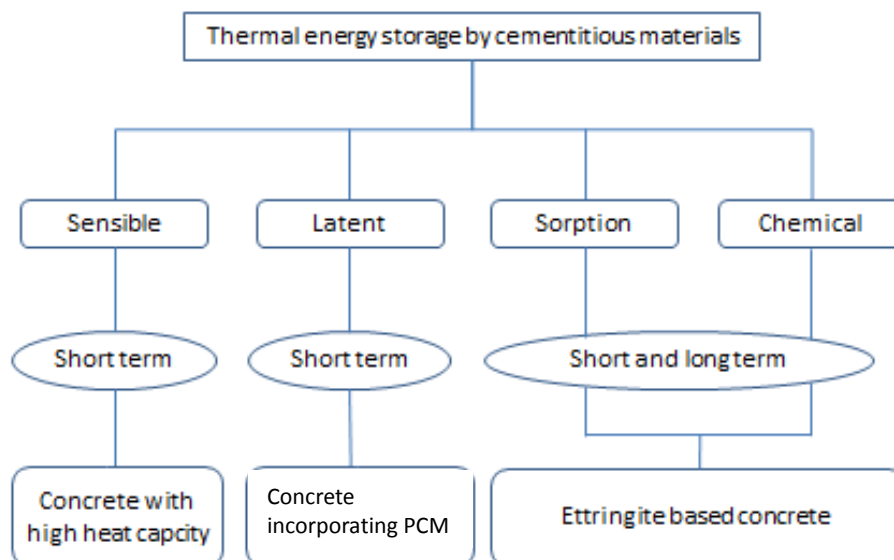 Thermal energy storage by cementitious materials
Sensible
Latent
Sorption
Chemical
Short term
Short term
Short and long term
Concrete with
high heat capcity
Concrete
incorporating PCM
Ettringite based concrete